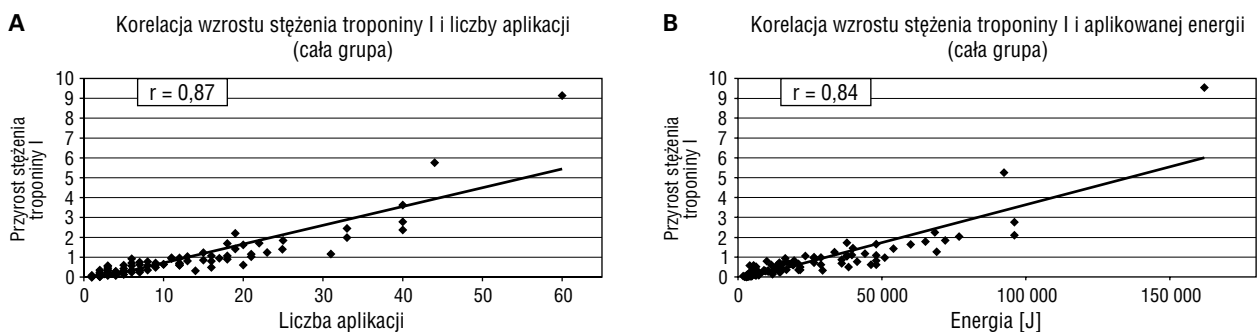 A
Korelacja wzrostu stężenia troponiny I i liczby aplikacji
(cała grupa)
r = 0,87
Przyrost stężenia
troponiny I
10
9
8
7
6
5
4
3
2
1
0
0 10 20 30 40 50 60
Liczba aplikacji
B
Korelacja wzrostu stężenia troponiny I i aplikowanej energii
(cała grupa)
r = 0,84
Przyrost stężenia
troponiny I
10
9
8
7
6
5
4
3
2
1
0
0 50 000 100 000 150 000
Energia [J]